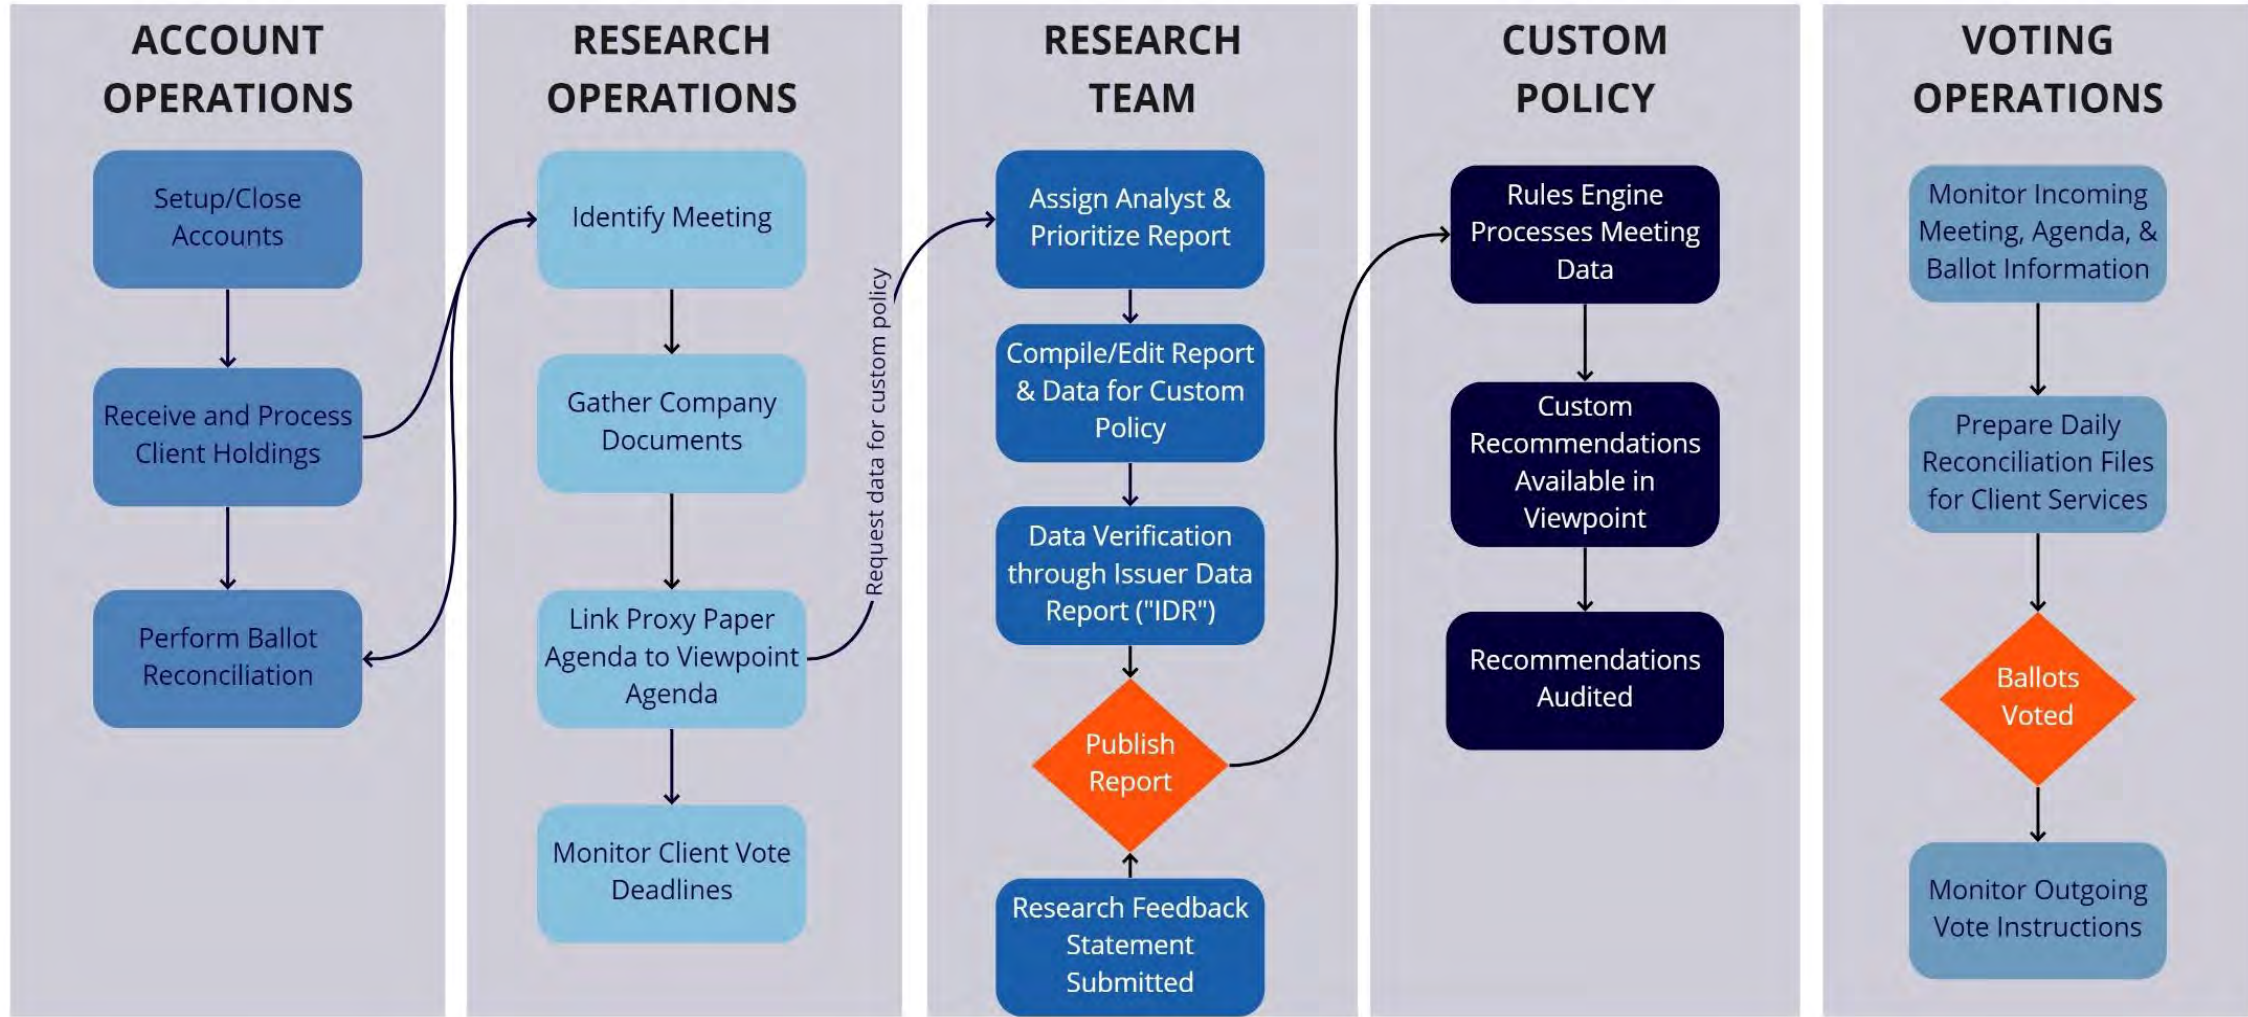 ACCOUNT
OPERATIONS
Setup/Close
Accounts
Receive and Process
Client Holdings
Perform Ballot
Reconciliation
RESEARCH
OPERATIONS
Identify Meeting
Gather Company
Documents
Link Proxy Paper
Agenda to Viewpoint
Agenda
Monitor Client Vote
Deadlines
Request data for custom policy
RESEARCH
TEAM
Assign Analyst &
Prioritize Report
Compile/Edit Report
& Data for Custom
Policy
Data Verification
through Issuer Data
Report ("IDR")
Publish
Report
Research Feedback
Statement
Submitted
CUSTOM
POLICY
Rules Engine
Processes Meeting
Data
Custom
Recommendations
Available in
Viewpoint
Recommendations
Audited
VOTING
OPERATIONS
Monitor Incoming
Meeting, Agenda, &
Ballot Information
Prepare Daily
Reconciliation Files
for Client Services
Ballots
Voted
Monitor Outgoing
Vote Instructions